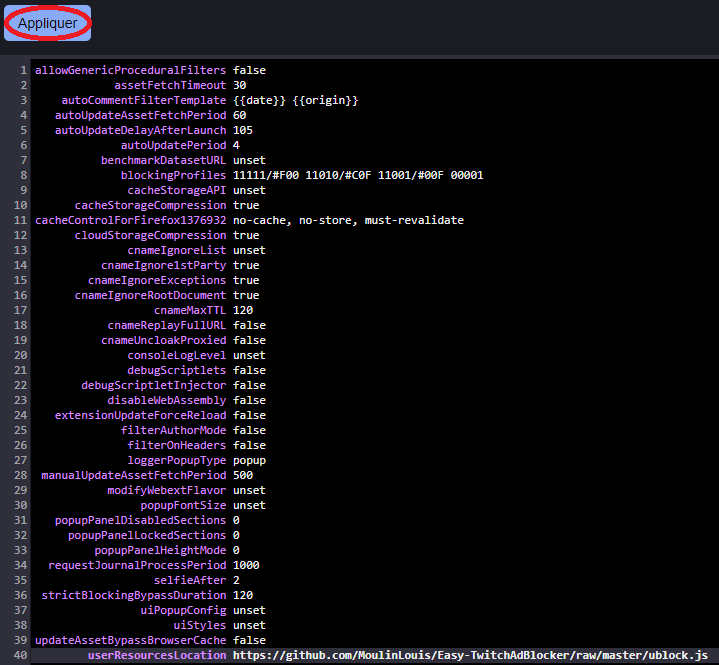 Appliquer
1 allowGenericProceduralFilters false
2 assetFetchTimeout 30
3 autoCommentFilterTemplate {{date}} {{origin}}
4 autoUpdateAssetFetchPeriod 60
5 autoUpdateDelayAfterLaunch 105
6 autoUpdatePeriod 4
7 benchmarkDatasetURL unset
8 blockingProfiles 11111/#F00 11010/#C0F 11001/#00F 00001
9 cacheStorageAPI unset
10 cacheStorageCompression true
11 cacheControlForFirefox1376932 no-cache, no-store, must-revalidate
12 cloudStorageCompression true
13 cnameIgnoreList unset
14 cnameIgnore1stParty true
15 cnameIgnoreExceptions true
16 cnameIgnoreRootDocument true
17 cnameMaxTTL 120
18 cnameReplayFullURL false
19 cnameUncloakProxied false
20 consoleLogLevel unset
21 debugScriptlets false
22 debugScriptletInjector false
23 disableWebAssembly false
24 extensionUpdateForceReload false
25 filterAuthorMode false
26 filterOnHeaders false
27 loggerPopupType popup
28 manualUpdateAssetFetchPeriod 500
29 modifyWebextFlavor unset
30 popupFontSize unset
31 popupPanelDisabledSections 0
32 popupPanelLockedSections 0
33 popupPanelHeightMode 0
34 requestJournalProcessPeriod 1000
35 selfieAfter 2
36 strictBlockingBypassDuration 120
37 uiPopupConfig unset
38 uiStyles unset
39 updateAssetBypassBrowserCache false
40 userResourcesLocation https://github.com/MoulinLouis/Easy-TwitchAdBlocker/raw/master/ublock.js